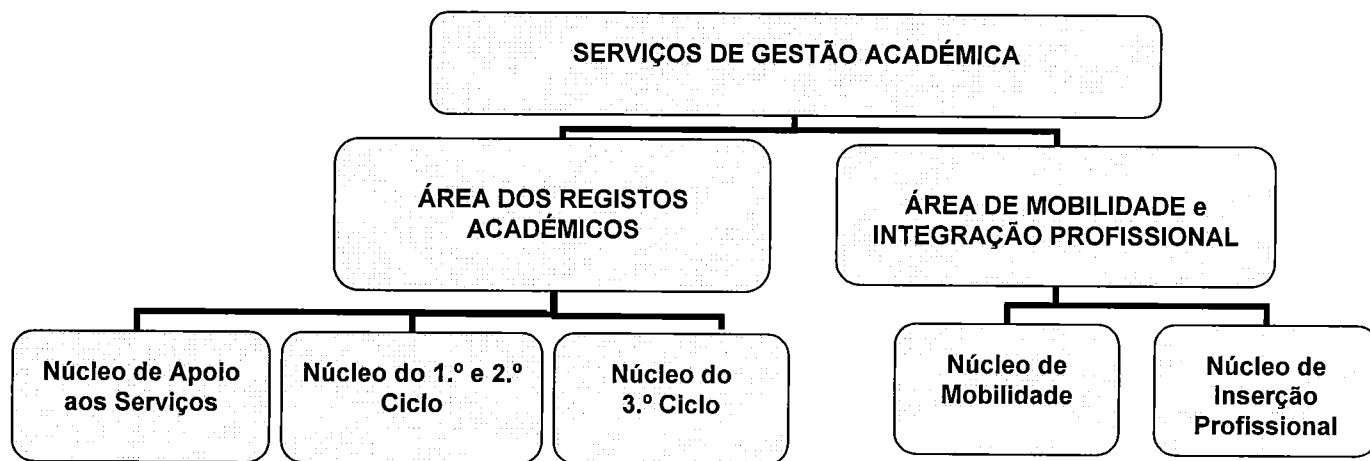 SERVIÇOS DE GESTÃO ACADÉMICA
ÁREA DOS REGISTOS
ACADÉMICOS
ÁREA DE MOBILIDADE e
INTEGRAÇÃO PROFISSIONAL
Núcleo de Apoio
aos Serviços
Núcleo do 1.º e 2.º
Ciclo
Núcleo do
3.º Ciclo
Núcleo de
Mobilidade
Núcleo de
Inserção
Profissional